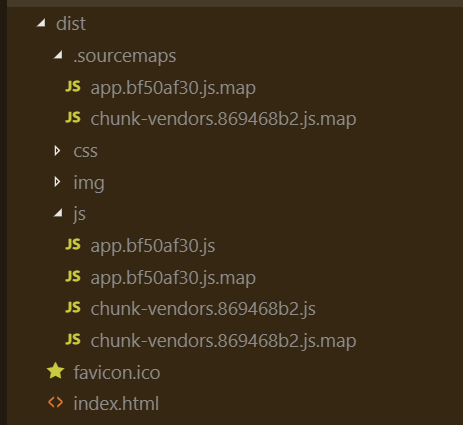 dist
.sourcemaps
JS app.bf50af30.js.map
JS chunk-vendors.869468b2.js.map
css
img
js
JS app.bf50af30.js
JS app.bf50af30.js.map
JS chunk-vendors.869468b2.js
JS chunk-vendors.869468b2.js.map
favicon.ico
<> index.html